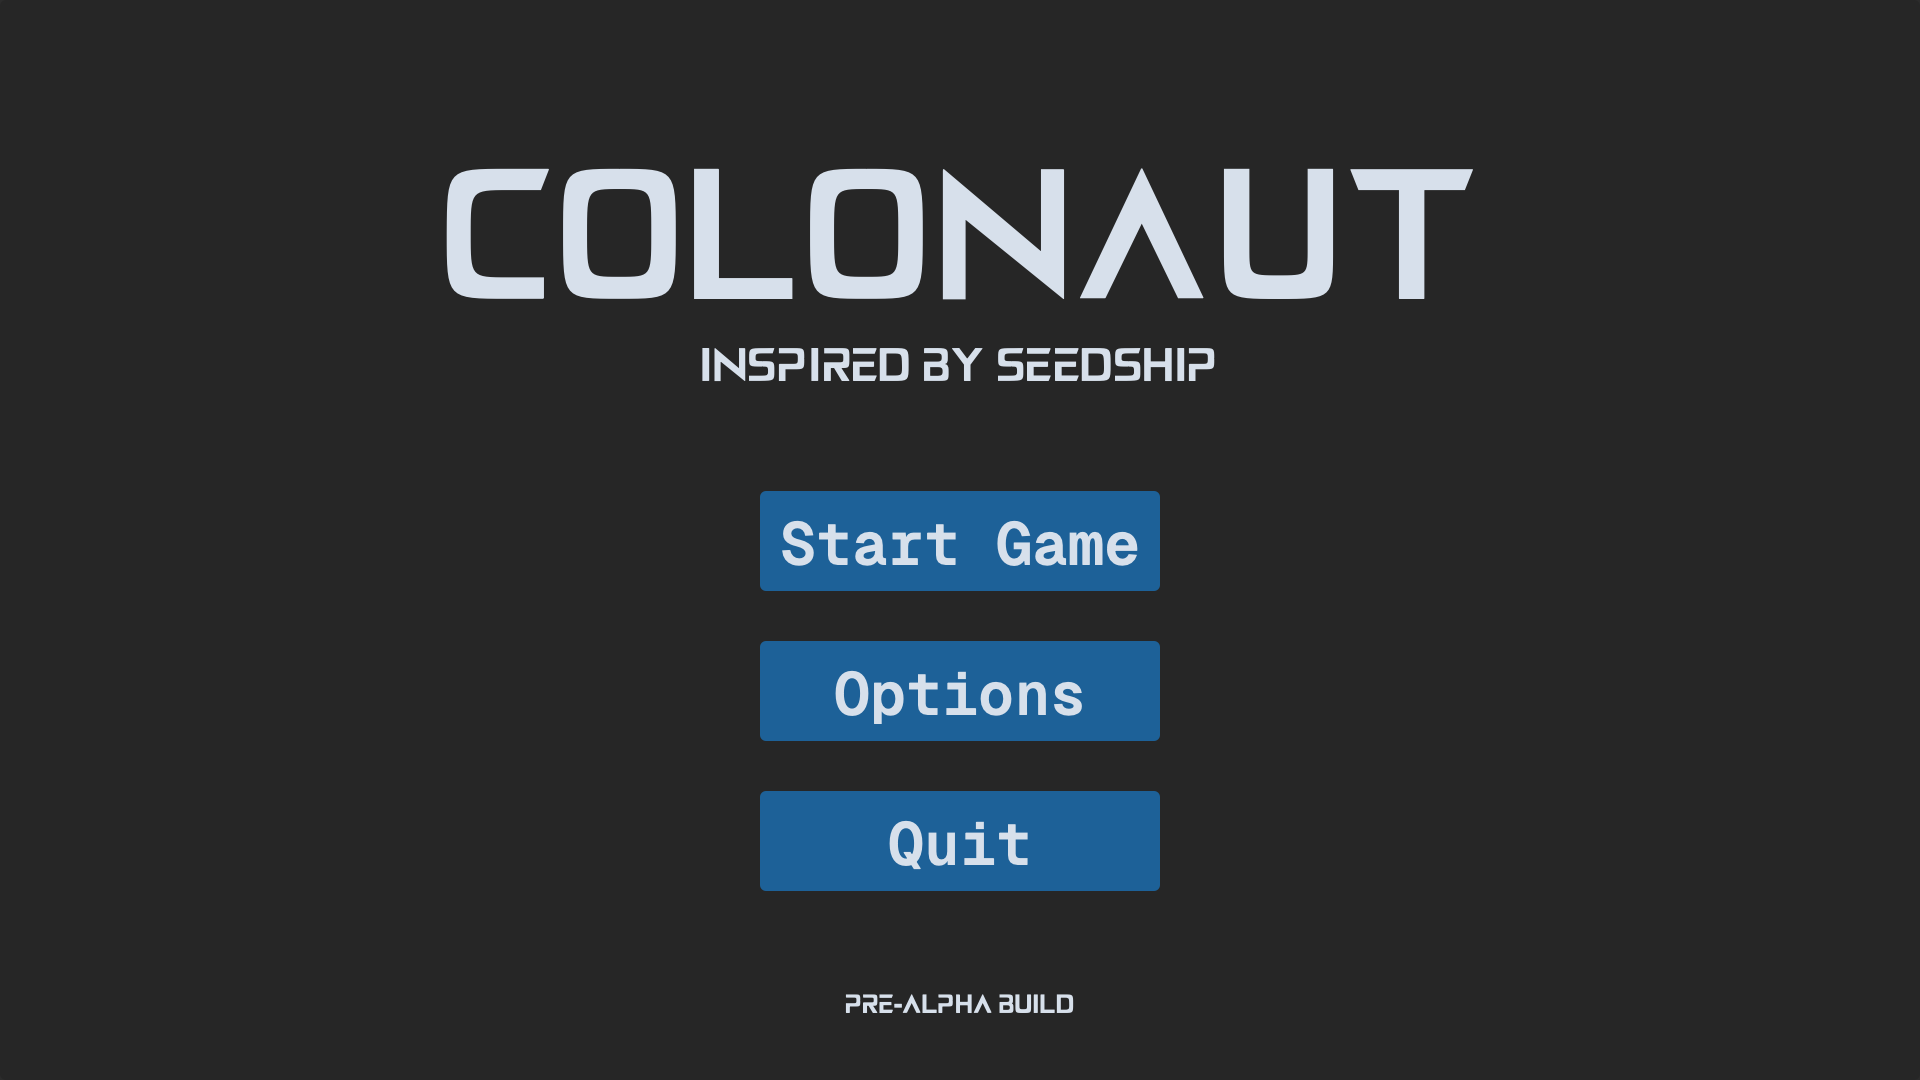 COLONAUT
INSPIRED BY SEEDSHIP
Start Game
Options
Quit
PRE-ALPHA BUILD